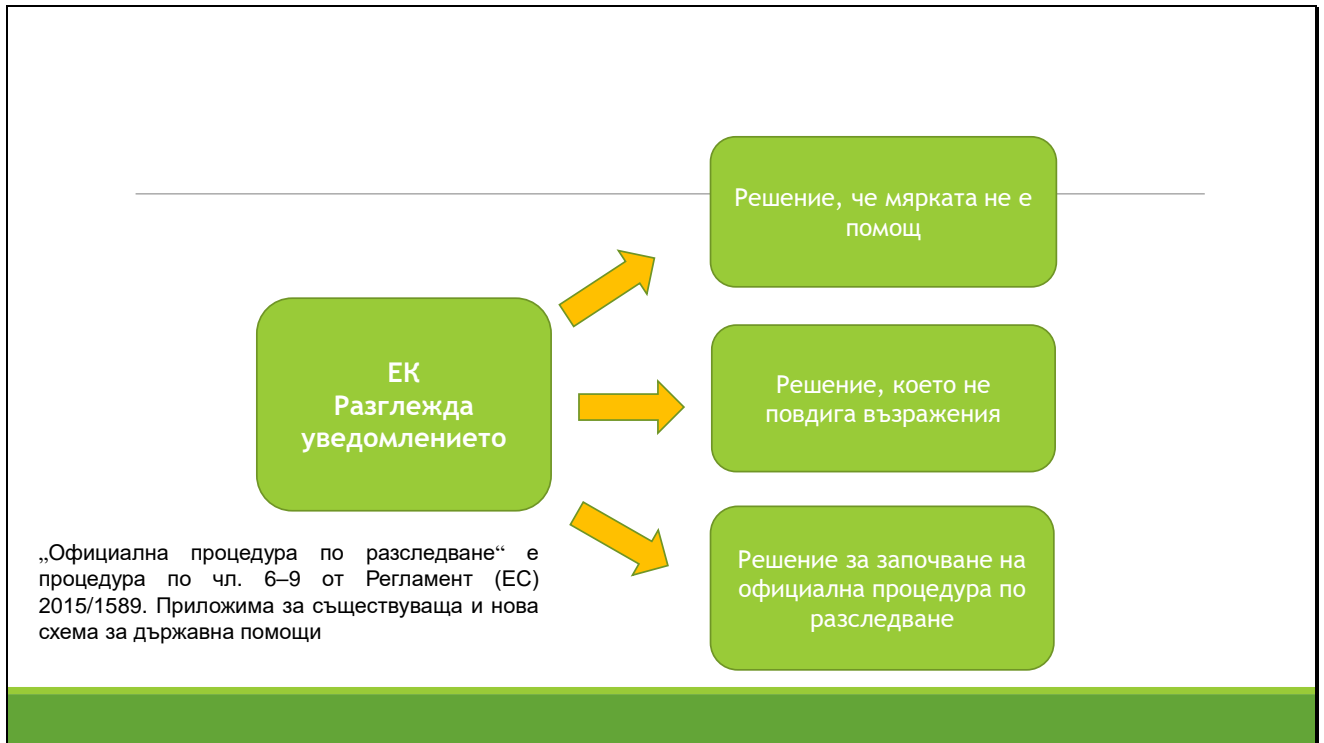 Решение, че мярката не е
помощ
ЕК
Разглежда
уведомлението
Решение, което не
повдига възражения
Решение за започване на
официална процедура по
разследване
„Официална процедура по разследване“ е
процедура по чл. 6–9 от Регламент (ЕС)
2015/1589. Приложима за съществуваща и нова
схема за държавна помощи